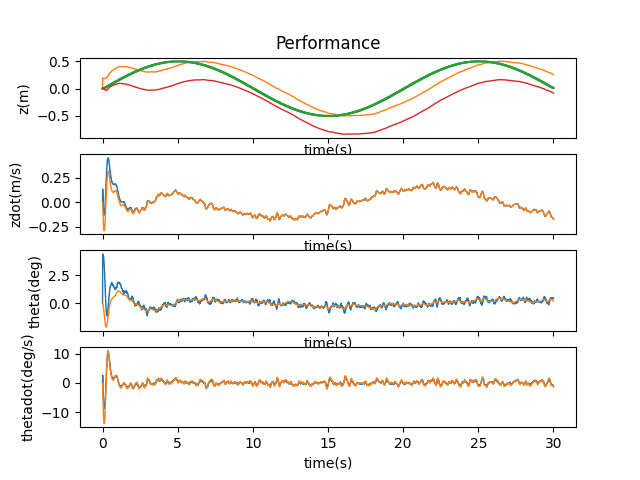 Performance
z(m)
0.5
0.0
−0.5
time(s)
zdot(m/s)
0.25
0.00
−0.25
time(s)
theta(deg)
2.5
0.0
time(s)
thetadot(deg/s)
10
0
−10
0 5 10 15 20 25 30
time(s)